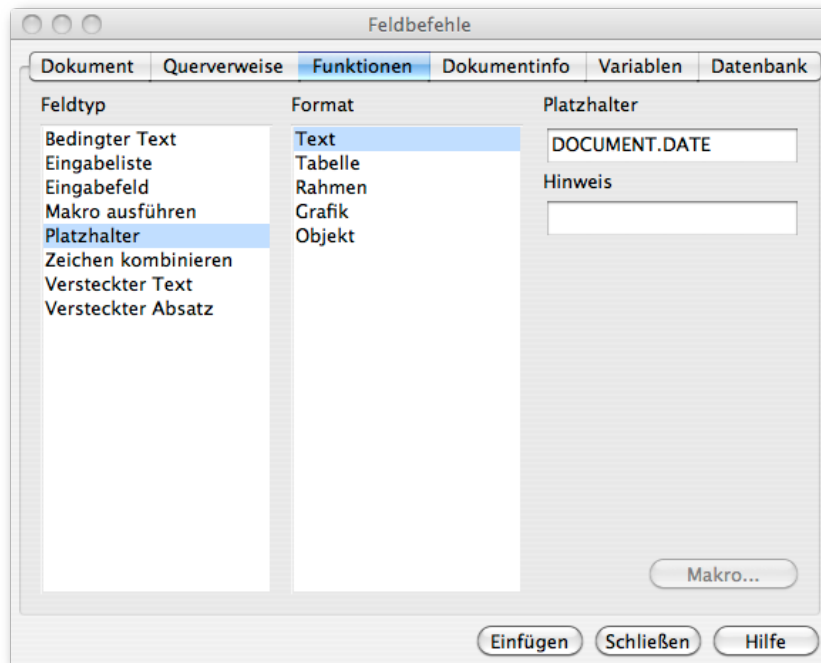 Feldbefehle
Dokument Querverweise Funktionen Dokumentinfo Variablen Datenbank
Feldtyp
Bedingter Text
Eingabeliste
Eingabefeld
Makro ausführen
Platzhalter
Zeichen kombinieren
Versteckter Text
Versteckter Absatz
Format
Text
Tabelle
Rahmen
Grafik
Objekt
Platzhalter
DOCUMENT.DATE
Hinweis
Makro...
Einfügen Schließen Hilfe